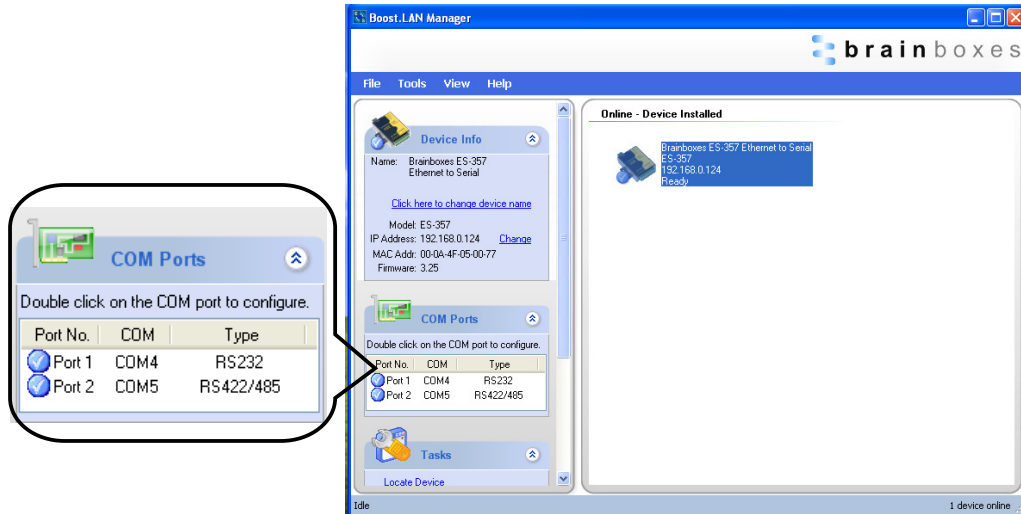 Boost.LAN Manager
brainboxes
File Tools View Help
Device Info
Name: Brainboxes ES-357
Ethernet to Serial
Click here to change device name
Model: ES-357
IP Address: 192.168.0.124 Change
MAC Addr: 00-0A-4F-05-00-77
Firmware: 3.25
COM Ports
Double click on the COM port to configure.
Port No. COM Type
Port 1 COM4 RS232
Port 2 COM5 RS422/485
Tasks
Locate Device
Online - Device Installed
Brainboxes ES-357 Ethernet to Serial
ES-357
192.168.0.124
Ready
Idle
1 device online
COM Ports
Double click on the COM port to configure.
Port No. COM Type
Port 1 COM4 RS232
Port 2 COM5 RS422/485